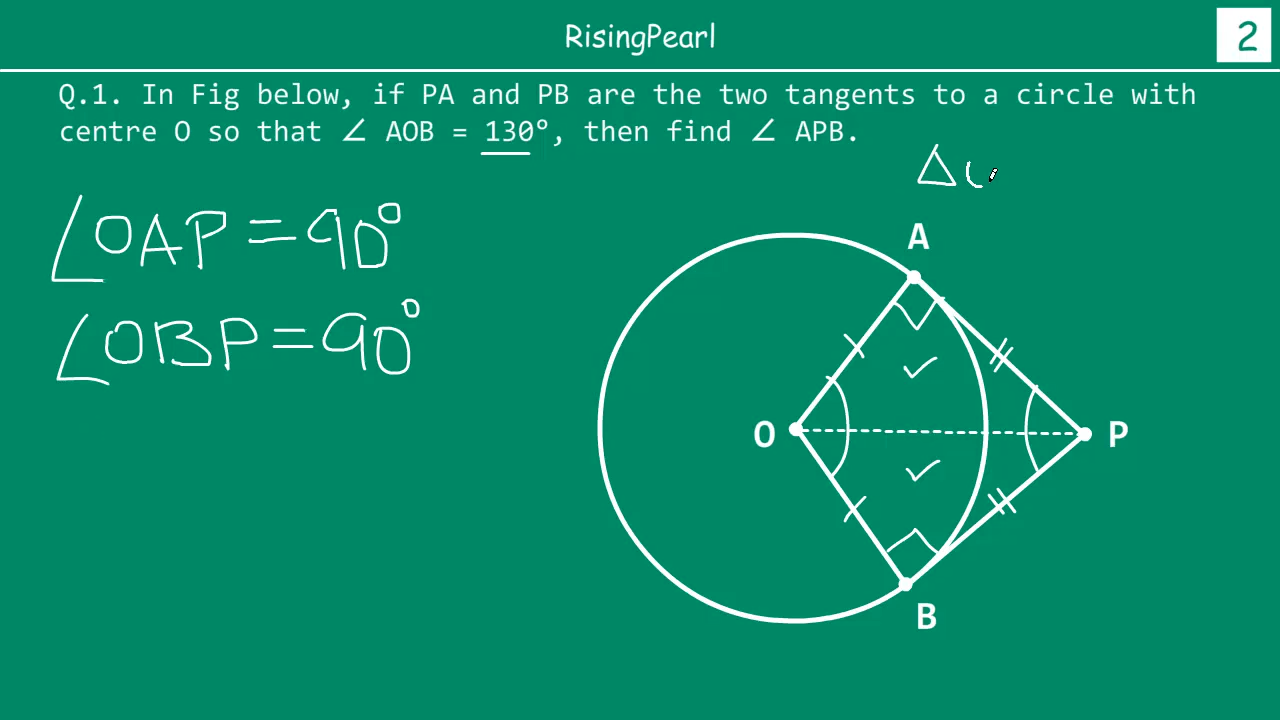 RisingPearl
2
Q.1. In Fig below, if PA and PB are the two tangents to a circle with
centre O so that ∠ AOB = 130°, then find ∠ APB.
∠OAP = 90°
∠OBP = 90°
Δ
A
O
P
B